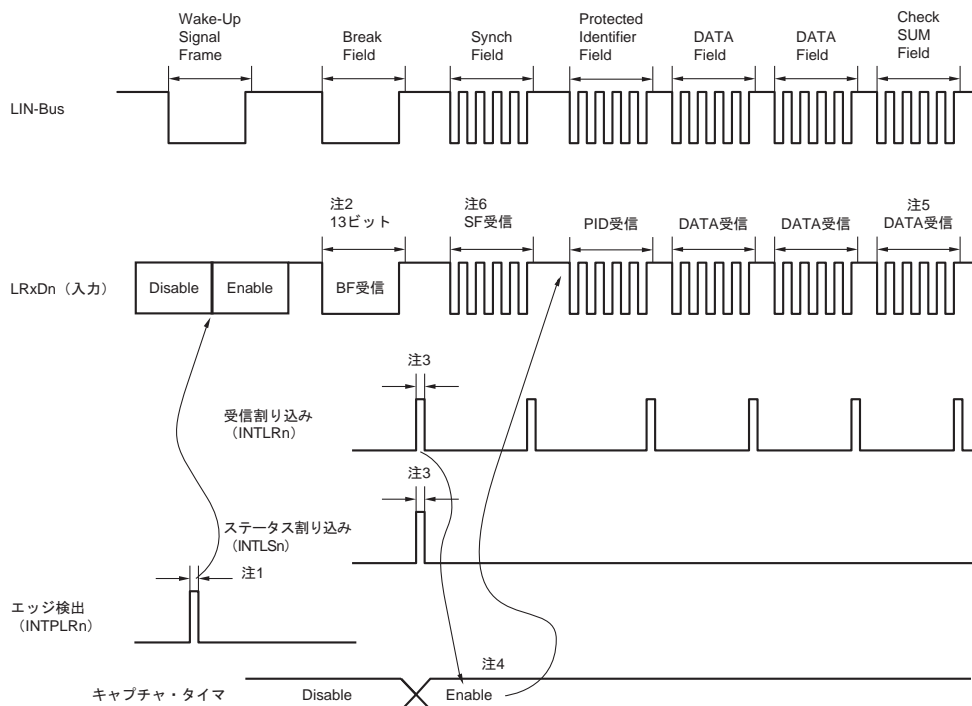 Wake-Up
Signal
Frame
Break
Field
Synch
Field
Protected
Identifier
Field
DATA
Field
DATA
Field
Check
SUM
Field
LIN-Bus
注2
13ビット
注6
SF受信
PID受信
DATA受信
DATA受信
注5
DATA受信
LRxDn（入力）
Disable
Enable
BF受信
注3
受信割り込み
（INTLRn）
注3
ステータス割り込み
（INTLSn）
注1
エッジ検出
（INTPLRn）
注4
キャプチャ・タイマ
Disable
Enable